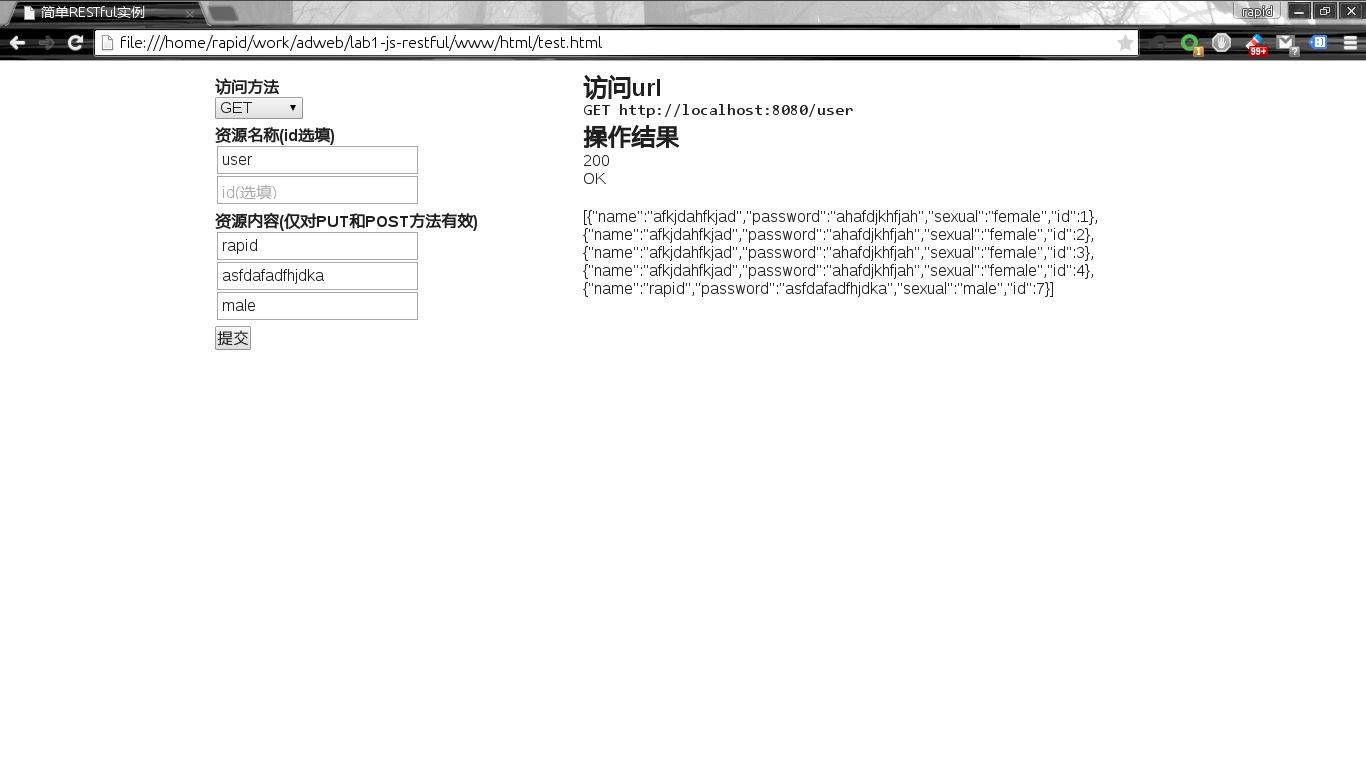 简单RESTful实例
rapid
file:///home/rapid/work/adweb/lab1-js-restful/www/html/test.html
1
99+
?
访问方法
GET
资源名称(id选填)
user
id(选填)
资源内容(仅对PUT和POST方法有效)
rapid
asfdafadfhjdka
male
提交
访问url
GET http://localhost:8080/user
操作结果
200
OK
[{"name":"afkjdahfkjad","password":"ahafdjkhfjah","sexual":"female","id":1},
{"name":"afkjdahfkjad","password":"ahafdjkhfjah","sexual":"female","id":2},
{"name":"afkjdahfkjad","password":"ahafdjkhfjah","sexual":"female","id":3},
{"name":"afkjdahfkjad","password":"ahafdjkhfjah","sexual":"female","id":4},
{"name":"rapid","password":"asfdafadfhjdka","sexual":"male","id":7}]